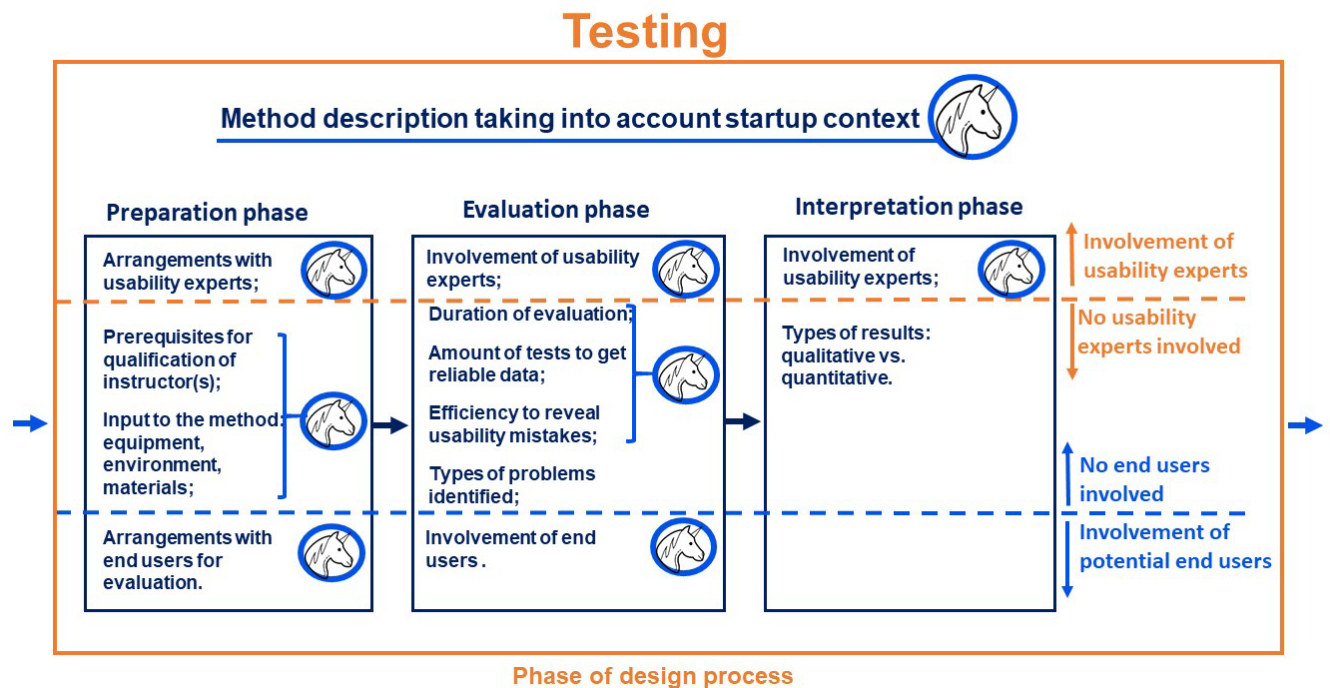 Testing
Method description taking into account startup context
Preparation phase
Arrangements with
usability experts;
Prerequisites for
qualification of
instructor(s);
Input to the method:
equipment,
environment,
materials;
Arrangements with
end users for
evaluation.
Evaluation phase
Involvement of usability
experts;
Duration of evaluation;
Amount of tests to get
reliable data;
Efficiency to reveal
usability mistakes;
Types of problems
identified;
Involvement of end
users .
Interpretation phase
Involvement of
usability experts;
Types of results:
qualitative vs.
quantitative.
Involvement of
usability experts
No usability
experts involved
No end users
involved
Involvement of
potential end users
Phase of design process